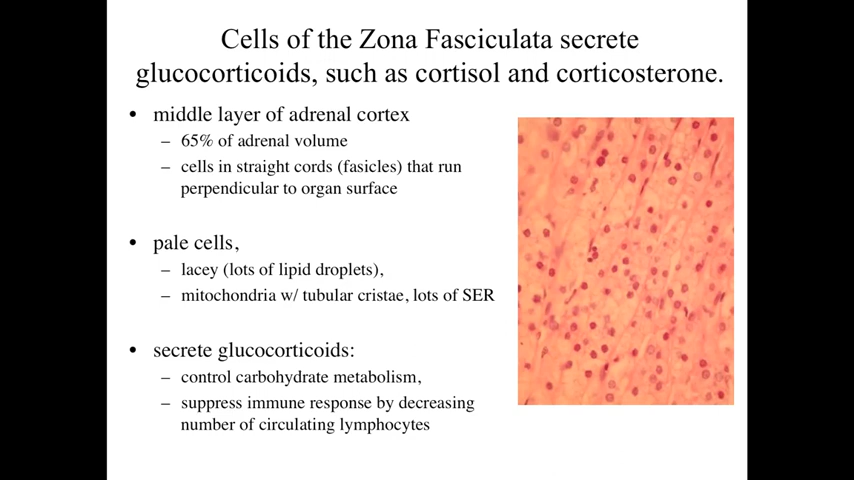 Cells of the Zona Fasciculata secrete
glucocorticoids, such as cortisol and corticosterone.
• middle layer of adrenal cortex
– 65% of adrenal volume
– cells in straight cords (fasicles) that run
perpendicular to organ surface
• pale cells,
– lacey (lots of lipid droplets),
– mitochondria w/ tubular cristae, lots of SER
• secrete glucocorticoids:
– control carbohydrate metabolism,
– suppress immune response by decreasing
number of circulating lymphocytes